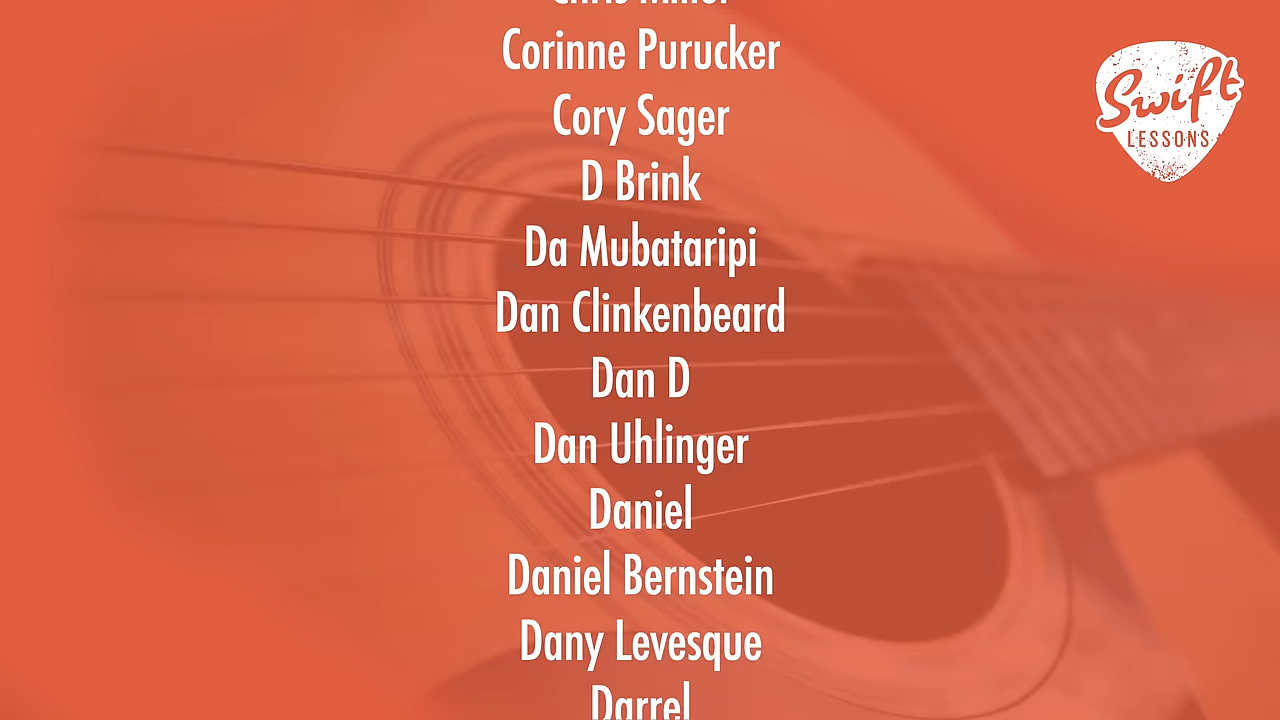 Corinne Purucker
Cory Sager
D Brink
Da Mubataripi
Dan Clinkenbeard
Dan D
Dan Uhlinger
Daniel
Daniel Bernstein
Dany Levesque
Darrel
Swift
LESSONS